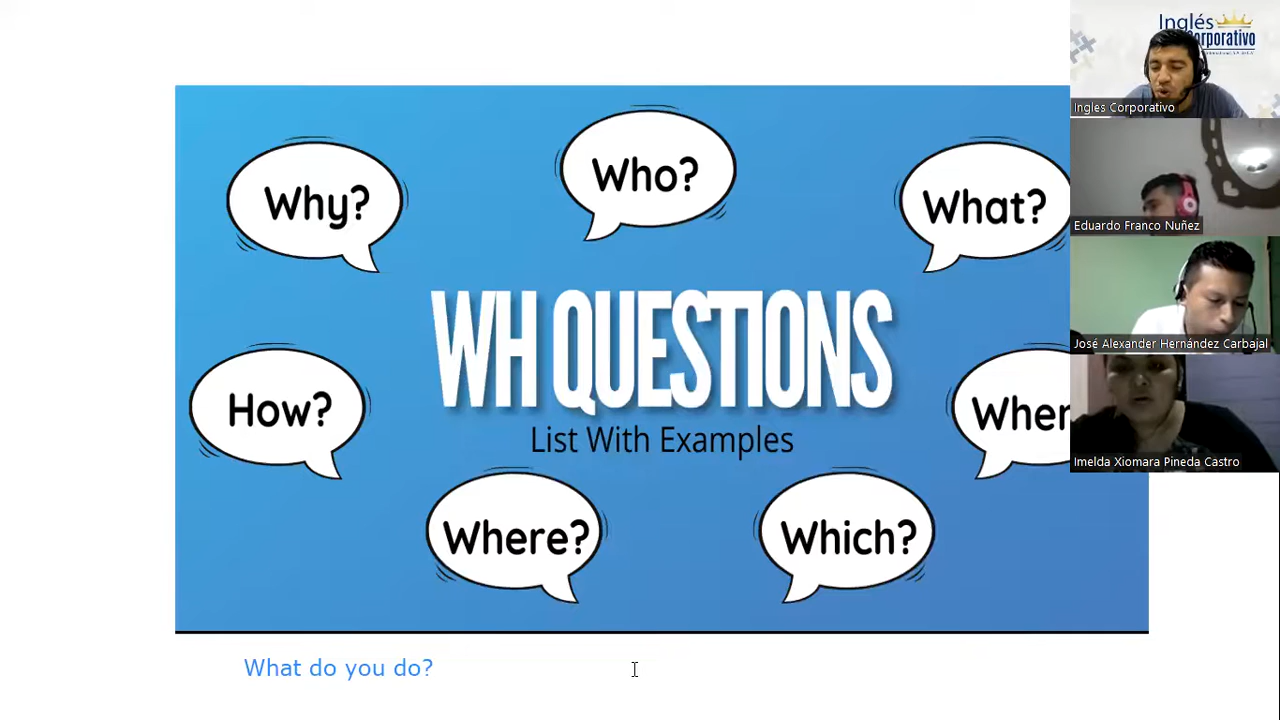 Inglés
Corporativo
Ingles Corporativo
Eduardo Franco Nuñez
José Alexander Hernández Carbajal
Imelda Xiomara Pineda Castro
Why?
Who?
What?
WH QUESTIONS
List With Examples
How?
When
Where?
Which?
What do you do?